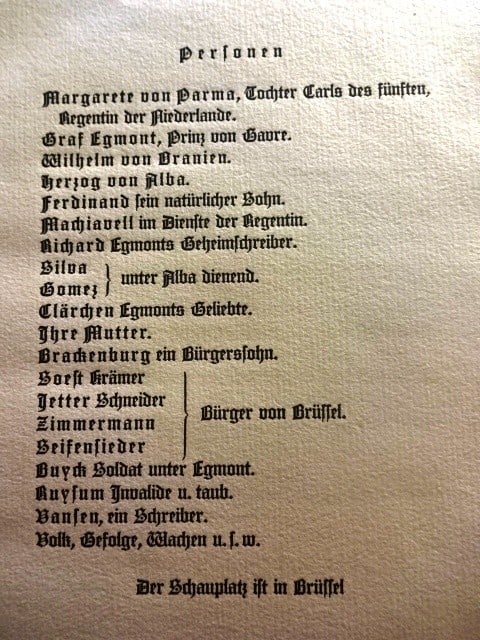 Personen
Margarete von Parma, Tochter Carls des fünften,
Regentin der Niederlande.
Graf Egmont, Prinz von Gavre.
Wilhelm von Oranien.
Herzog von Alba.
Ferdinand sein natürlicher Sohn.
Machiavell im Dienste der Regentin.
Richard Egmonts Geheimschreiber.
Silva
Gomez
unter Alba dienend.
Clärchen Egmonts Geliebte.
Ihre Mutter.
Brackenburg ein Bürgerssohn.
Soest Krämer
Jetter Schneider
Zimmermann
Seifensieder
Bürger von Brüssel.
Buyck Soldat unter Egmont.
Ruysum Invalide u. taub.
Vansen, ein Schreiber.
Volk, Gefolge, Wachen u. s. w.
Der Schauplatz ist in Brüssel